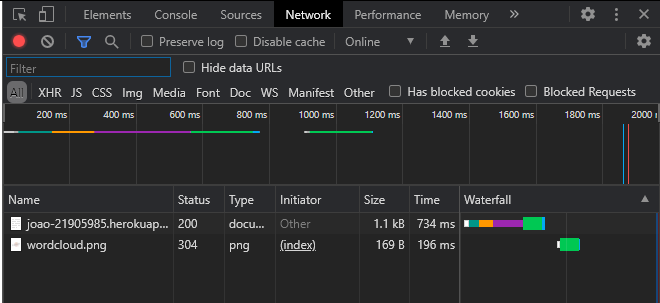 Elements Console Sources Network Performance Memory »
Preserve log Disable cache Online
Filter Hide data URLs
All XHR JS CSS Img Media Font Doc WS Manifest Other Has blocked cookies Blocked Requests
200 ms 400 ms 600 ms 800 ms 1000 ms 1200 ms 1400 ms 1600 ms 1800 ms 2000 m
Name Status Type Initiator Size Time Waterfall
joao-21905985.herokuap... 200 docu... Other 1.1 kB 734 ms
wordcloud.png 304 png (index) 169 B 196 ms